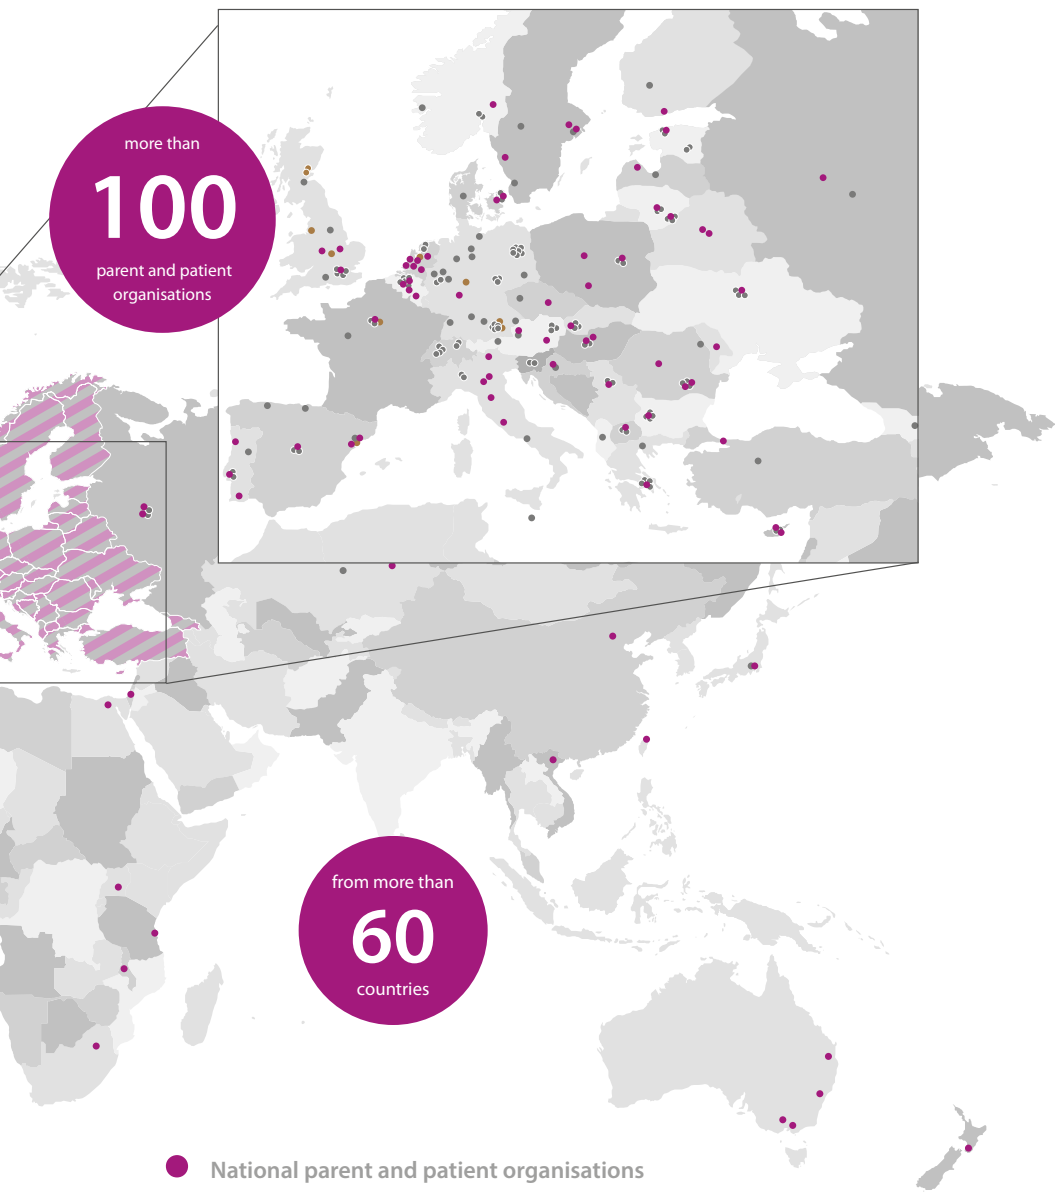 more than
100
parent and patient
organisations
from more than
60
countries
National parent and patient organisations